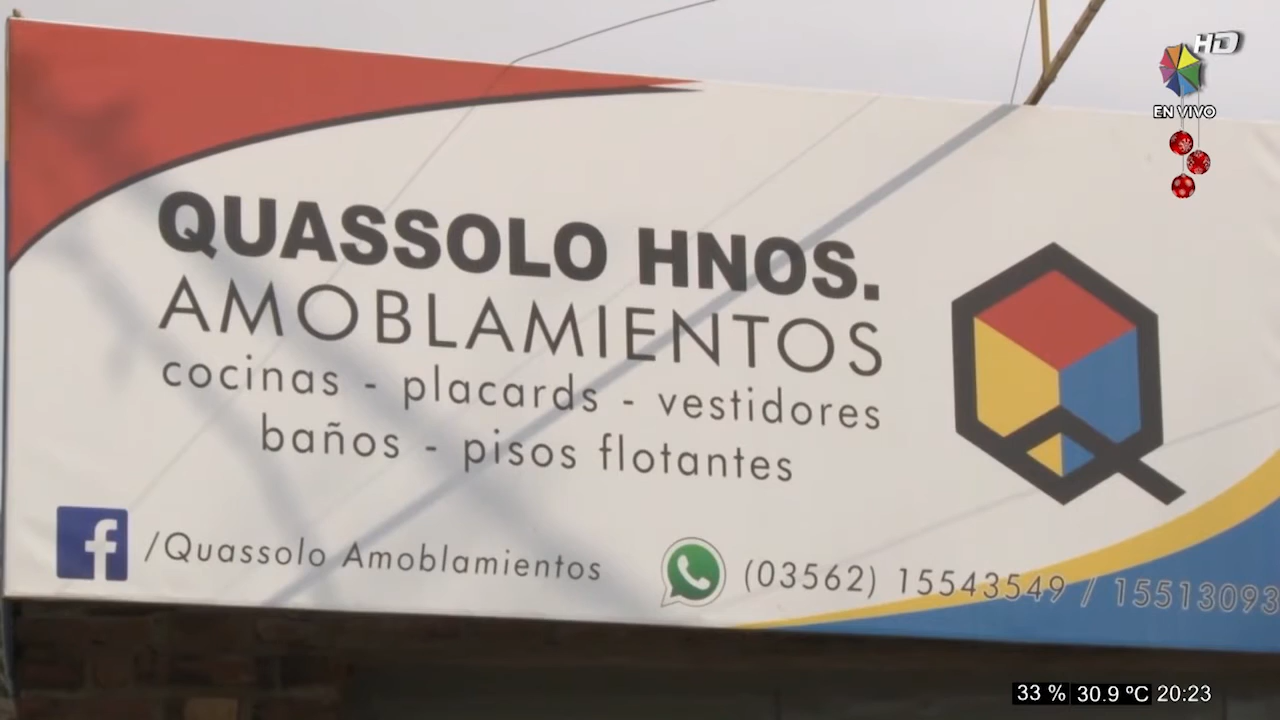 HD
EN VIVO
QUASSOLO HNOS.
AMOBLAMIENTOS
cocinas - placards - vestidores
baños - pisos flotantes
/Quassolo Amoblamientos
(03562) 15543549 / 15513093
33 % 30.9 ºC 20:23